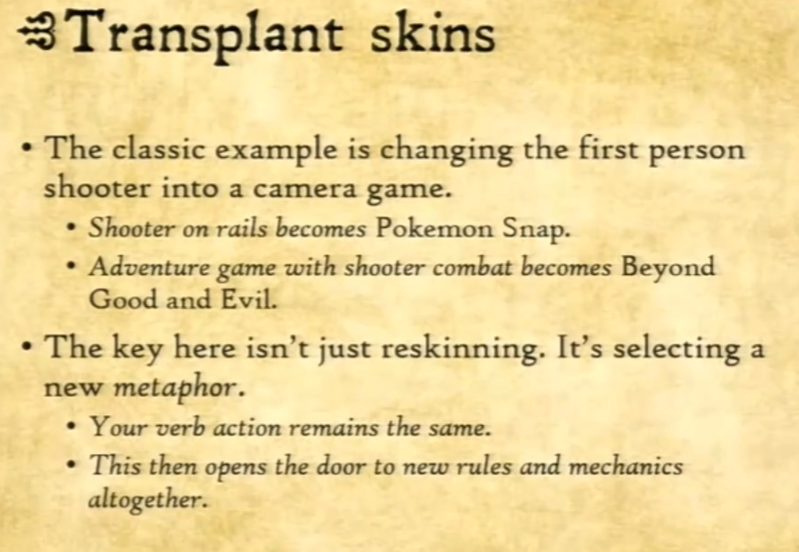 Transplant skins
• The classic example is changing the first person
shooter into a camera game.
• Shooter on rails becomes Pokemon Snap.
• Adventure game with shooter combat becomes Beyond
Good and Evil.
• The key here isn't just reskinning. It's selecting a
new metaphor.
• Your verb action remains the same.
• This then opens the door to new rules and mechanics
altogether.